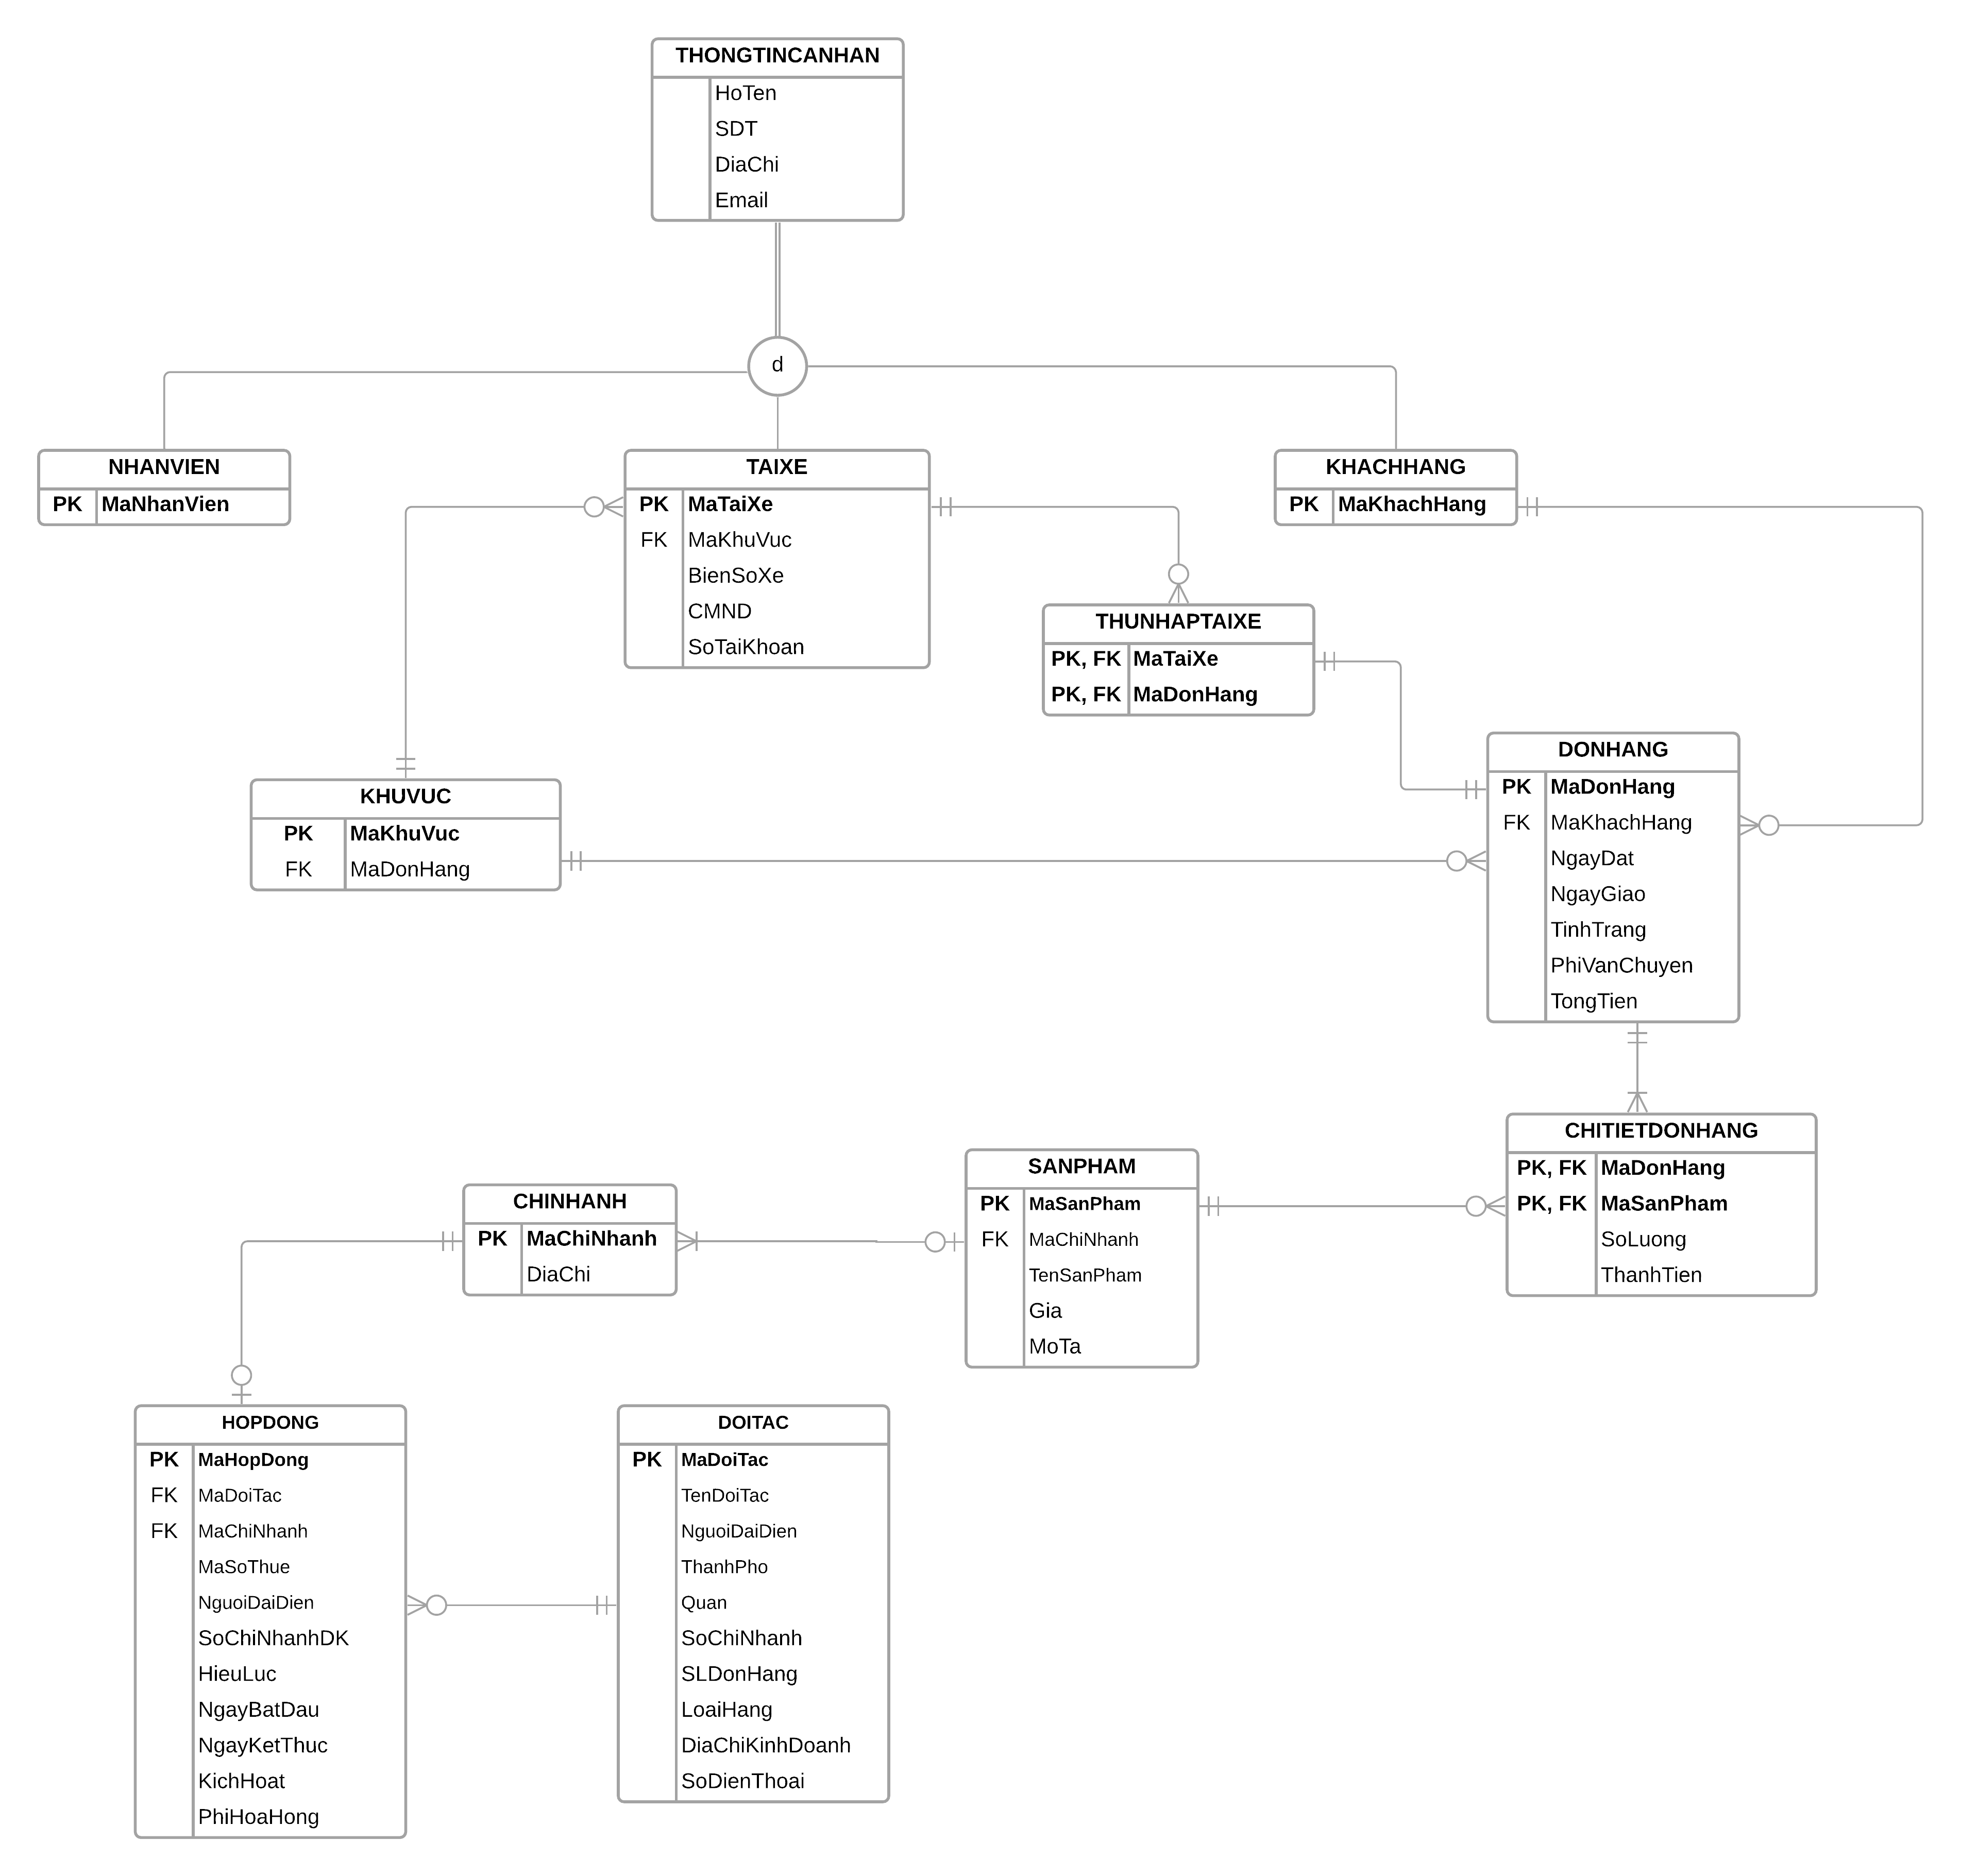 THONGTINCANHAN
HoTen
SDT
DiaChi
Email
d
NHANVIEN
PK MaNhanVien
TAIXE
PK MaTaiXe
FK MaKhuVuc
BienSoXe
CMND
SoTaiKhoan
KHACHHANG
PK MaKhachHang
THUNHAPTAIXE
PK, FK MaTaiXe
PK, FK MaDonHang
KHUVUC
PK MaKhuVuc
FK MaDonHang
DONHANG
PK MaDonHang
FK MaKhachHang
NgayDat
NgayGiao
TinhTrang
PhiVanChuyen
TongTien
CHITIETDONHANG
PK, FK MaDonHang
PK, FK MaSanPham
SoLuong
ThanhTien
SANPHAM
PK MaSanPham
FK MaChiNhanh
TenSanPham
Gia
MoTa
CHINHANH
PK MaChiNhanh
DiaChi
HOPDONG
PK MaHopDong
FK MaDoiTac
FK MaChiNhanh
MaSoThue
NguoiDaiDien
SoChiNhanhDK
HieuLuc
NgayBatDau
NgayKetThuc
KichHoat
PhiHoaHong
DOITAC
PK MaDoiTac
TenDoiTac
NguoiDaiDien
ThanhPho
Quan
SoChiNhanh
SLDonHang
LoaiHang
DiaChiKinhDoanh
SoDienThoai